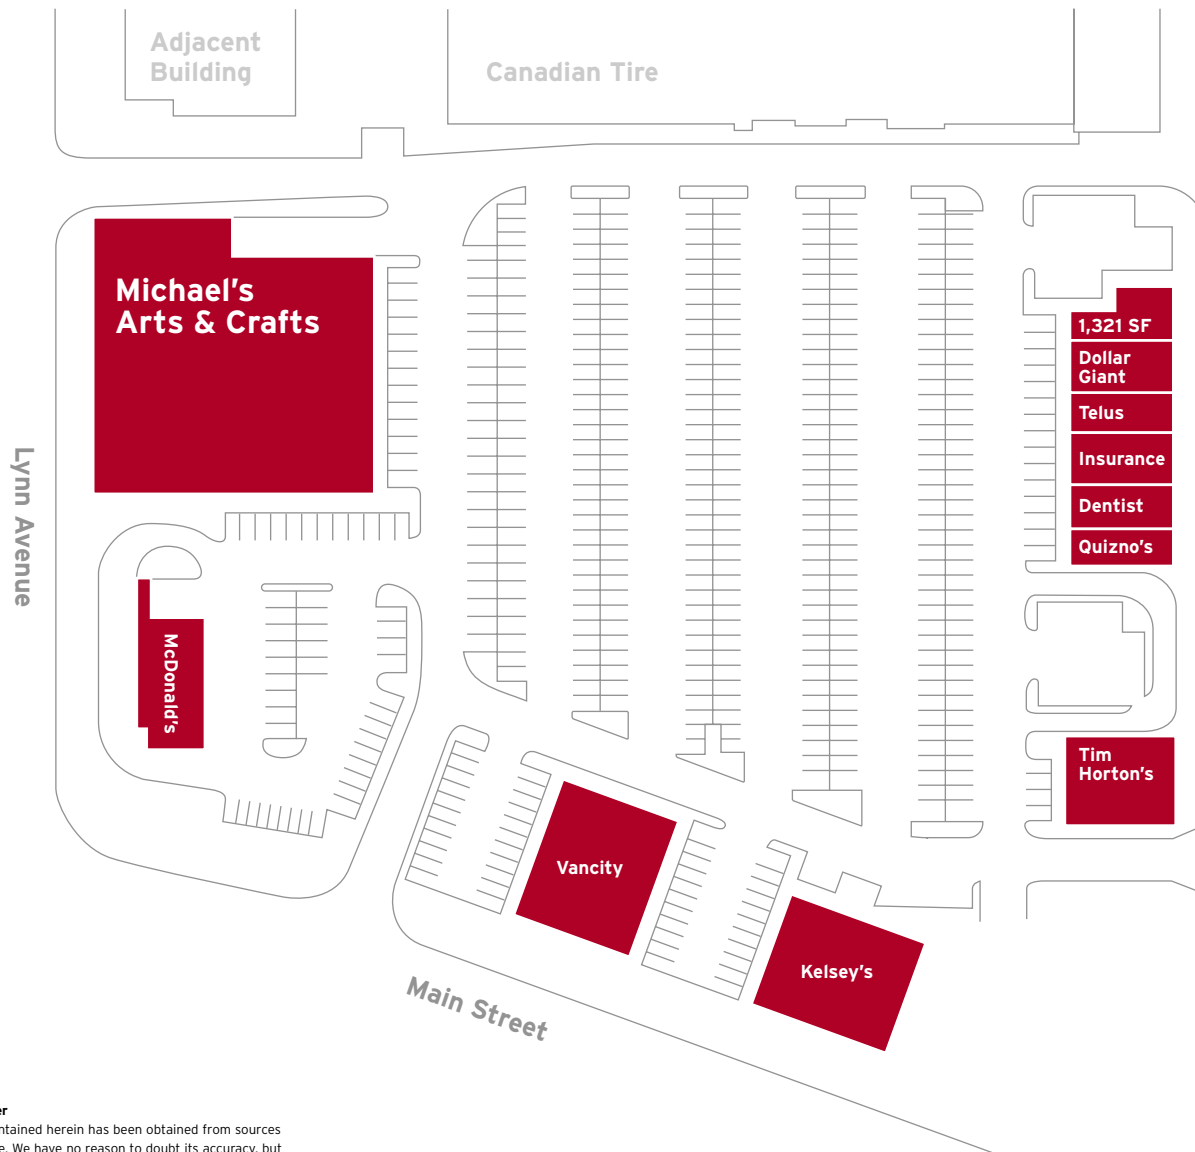 Adjacent
Building
Canadian Tire
Michael's
Arts & Crafts
1,321 SF
Dollar
Giant
Telus
Insurance
Dentist
Quizno's
Lynn Avenue
McDonald's
Tim
Horton's
Vancity
Kelsey's
Main Street
er
ntained herein has been obtained from sources
e. We have no reason to doubt its accuracy, but